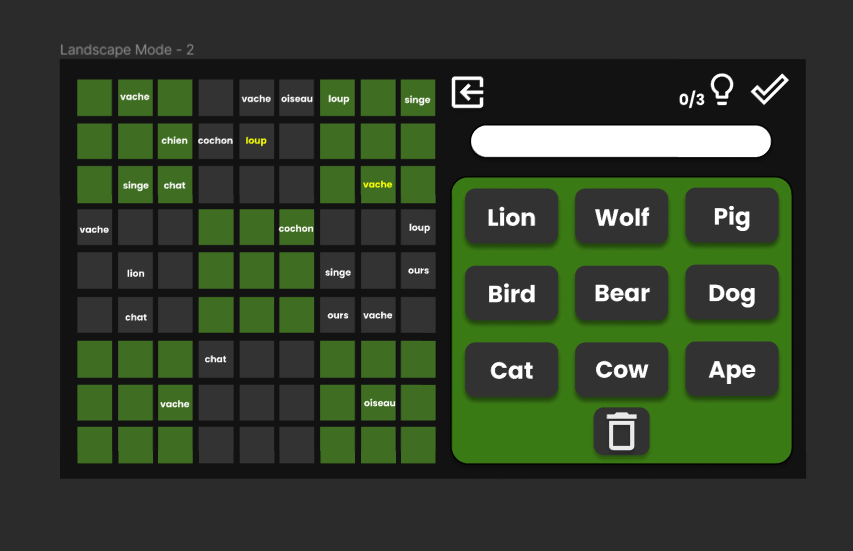 Landscape Mode - 2
vache vache oiseau loup singe
chien cochon loup
singe chat vache
vache cochon loup
lion singe ours
chat ours vache
chat
vache oiseau
0/3
Lion Wolf Pig
Bird Bear Dog
Cat Cow Ape